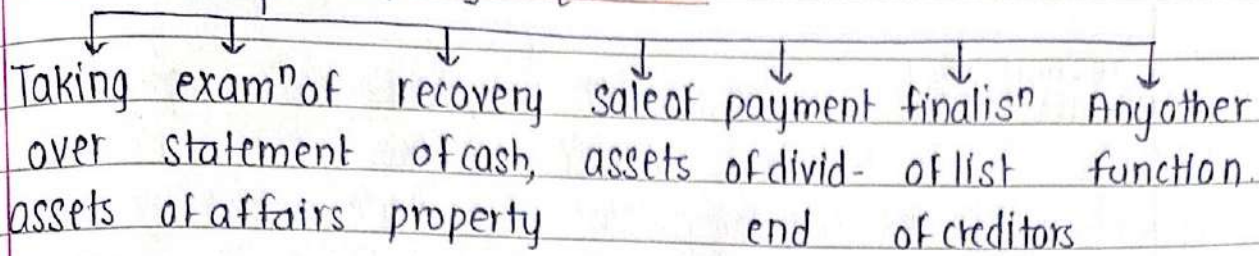 Taking examⁿ of recovery sale of payment finalisⁿ Any other
over statement of cash, assets of divid- of list function.
assets of affairs property end of creditors